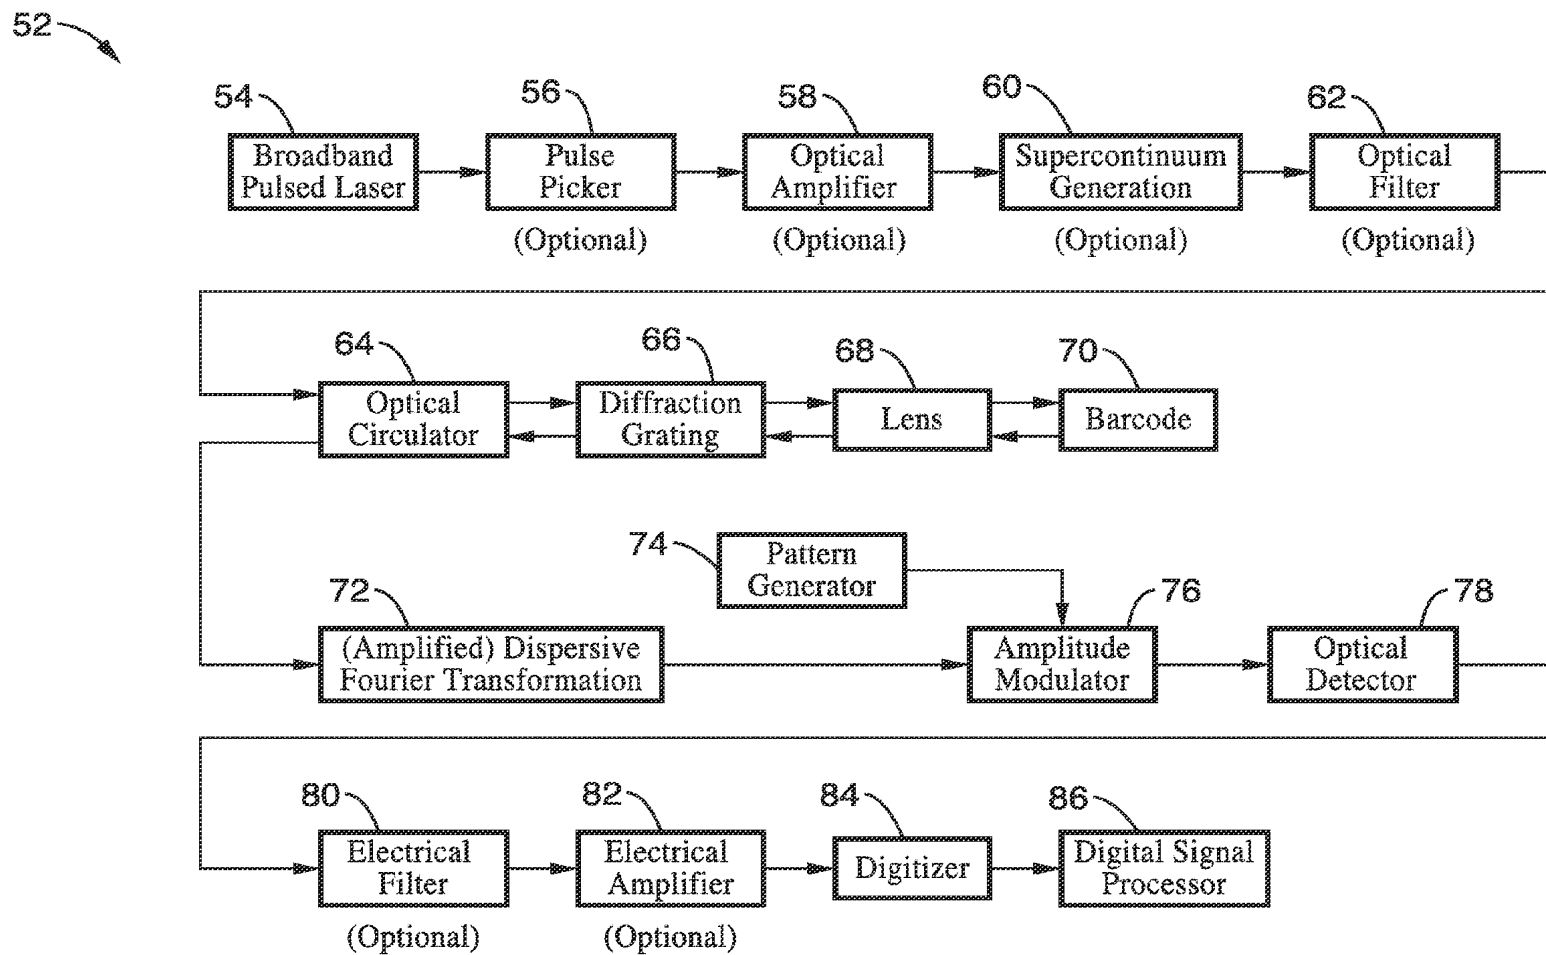 52
54
56
58
60
62
Broadband
Pulsed Laser
Pulse
Picker
Optical
Amplifier
Supercontinuum
Generation
Optical
Filter
(Optional)
(Optional)
(Optional)
(Optional)
64
66
68
70
Optical
Circulator
Diffraction
Grating
Lens
Barcode
74
Pattern
Generator
72
76
78
(Amplified) Dispersive
Fourier Transformation
Amplitude
Modulator
Optical
Detector
80
82
84
86
Electrical
Filter
Electrical
Amplifier
Digitizer
Digital Signal
Processor
(Optional)
(Optional)